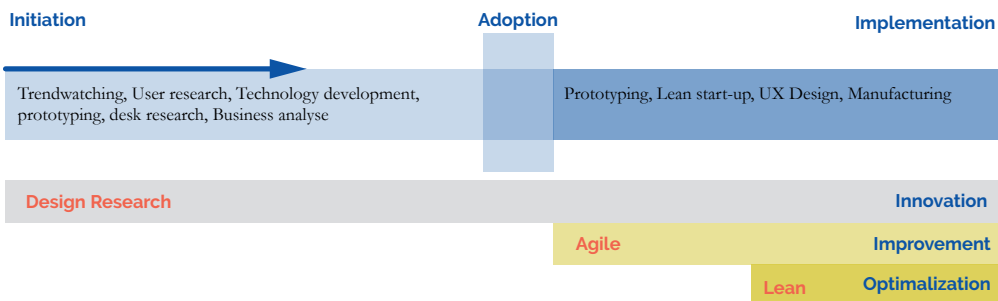 Initiation
Adoption
Implementation
Trendwatching, User research, Technology development,
prototyping, desk research, Business analyse
Prototyping, Lean start-up, UX Design, Manufacturing
Design Research
Innovation
Agile
Improvement
Lean
Optimalization